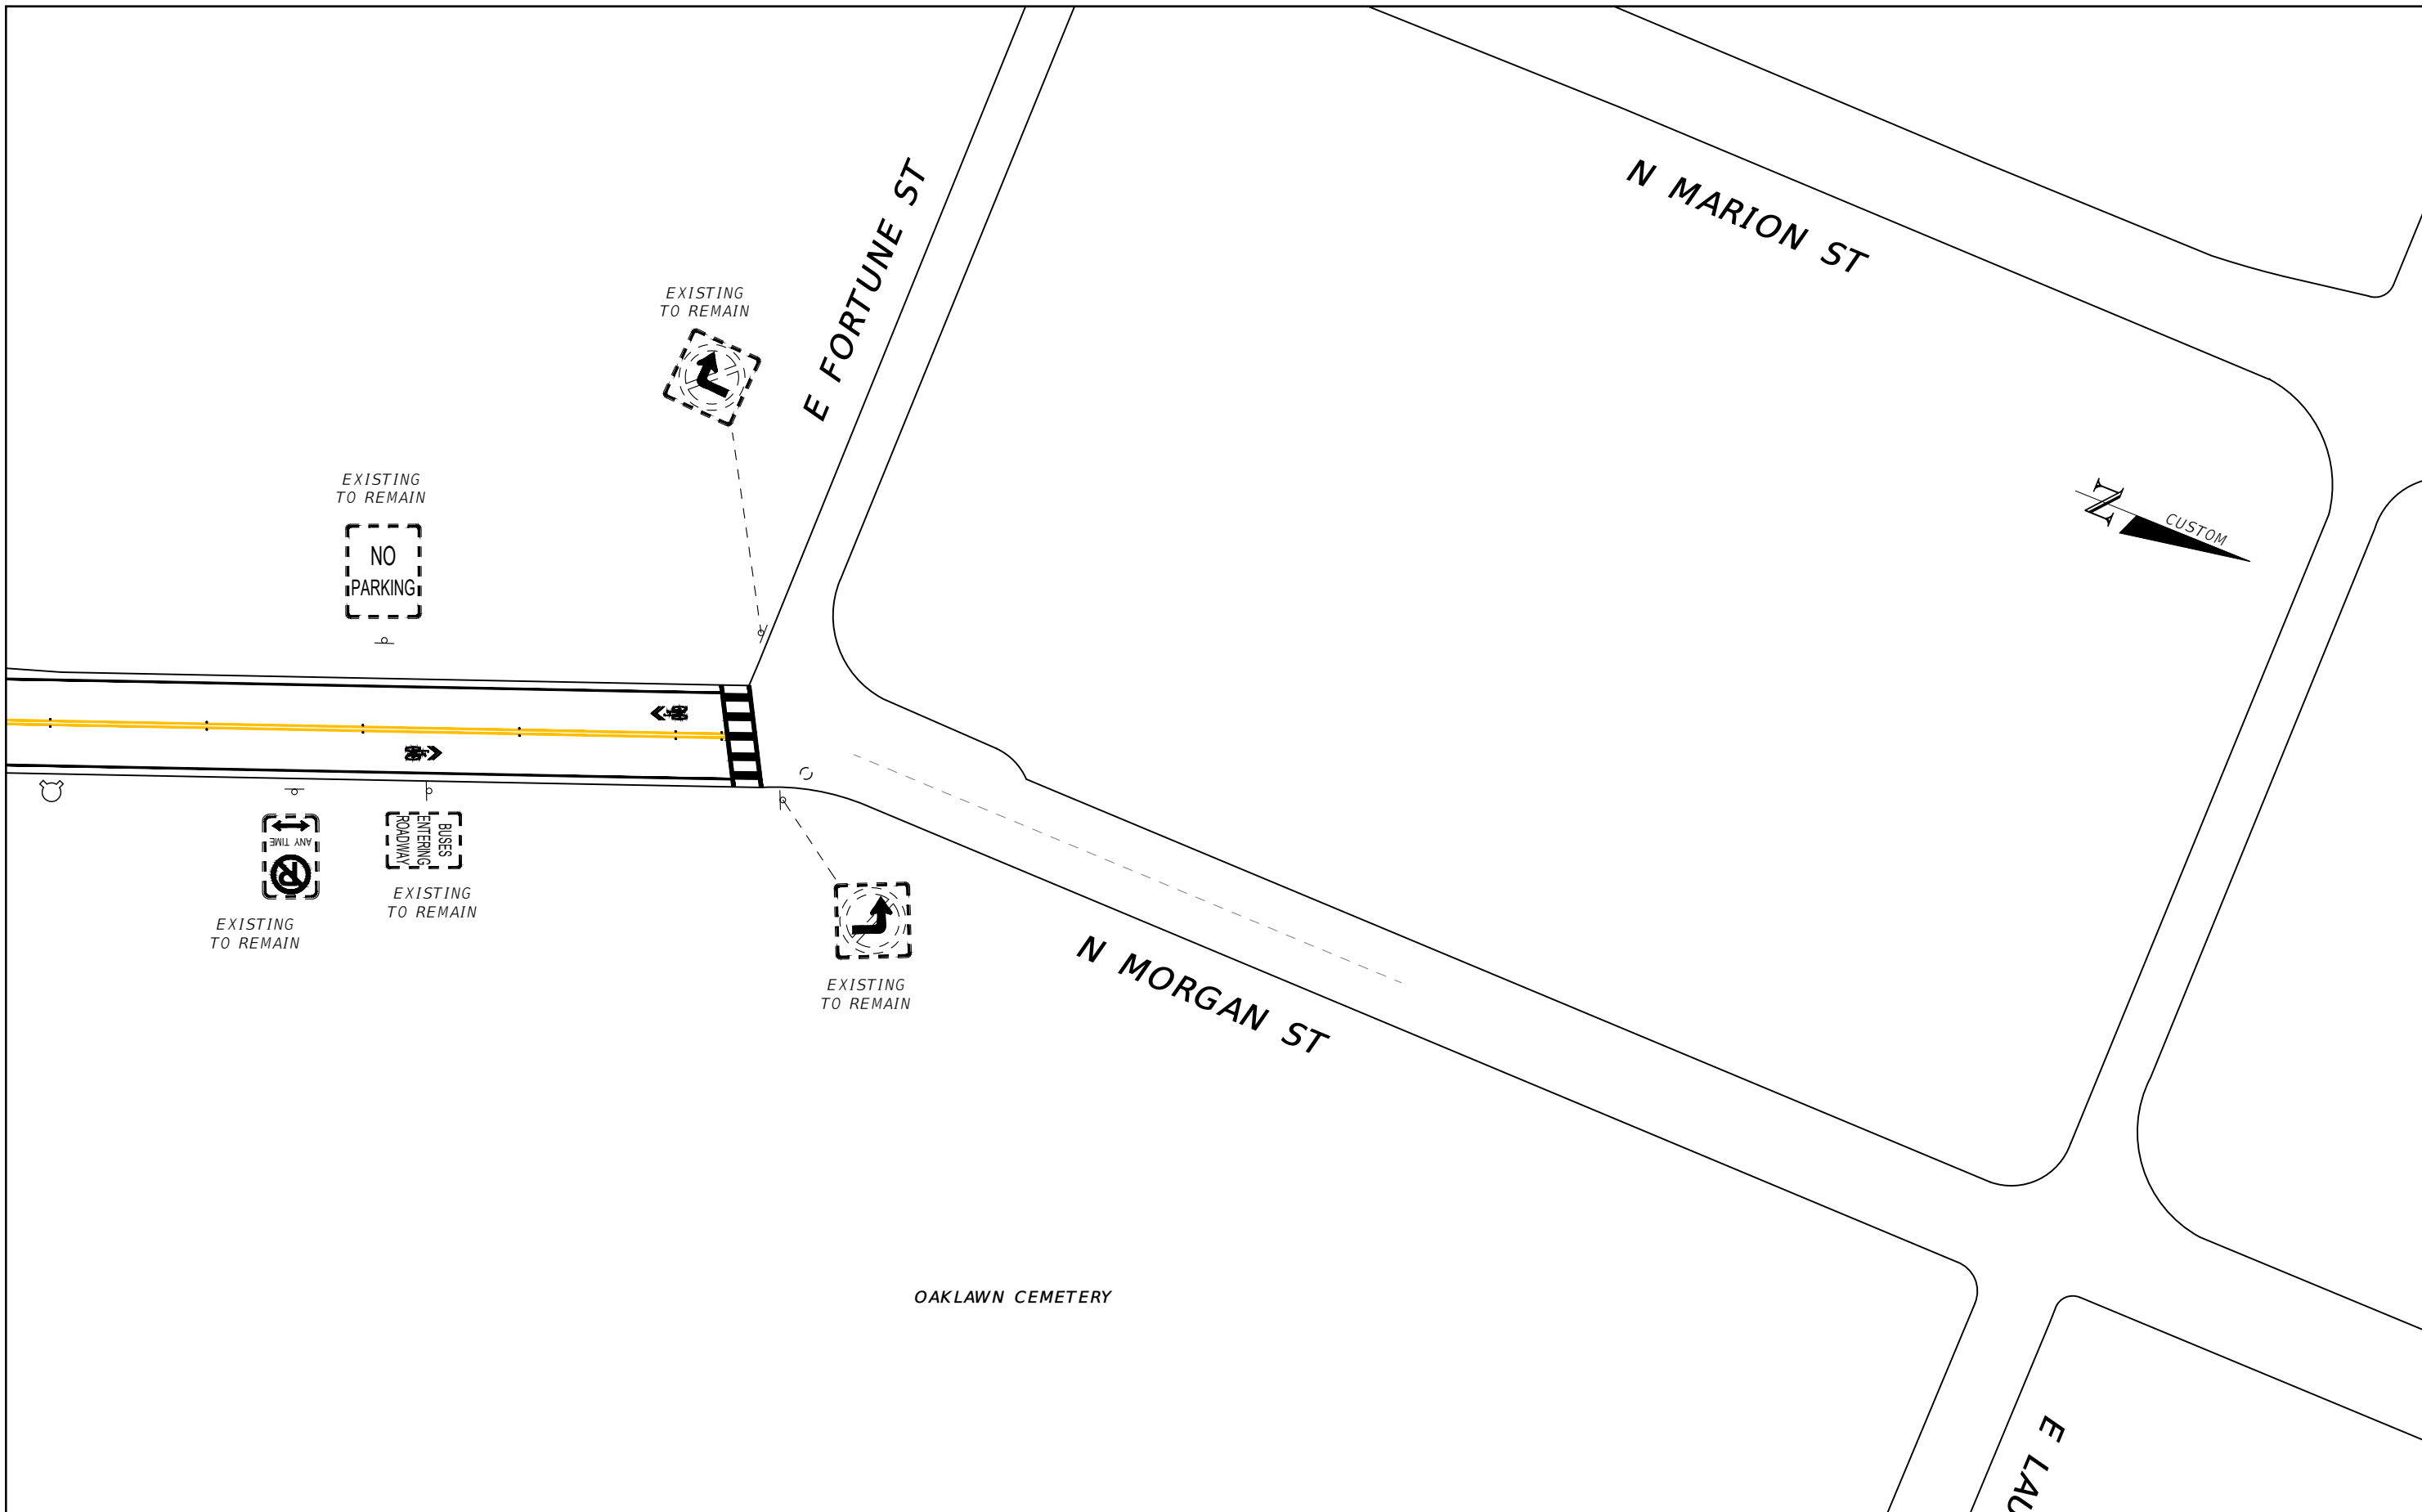 N MARION ST
E FORTUNE ST
EXISTING
TO REMAIN
EXISTING
TO REMAIN
NO
PARKING
N
CUSTOM
ANY TIME
P
BUSES
ENTERING
ROADWAY
EXISTING
TO REMAIN
EXISTING
TO REMAIN
N MORGAN ST
EXISTING
TO REMAIN
OAKLAWN CEMETERY
E LAU